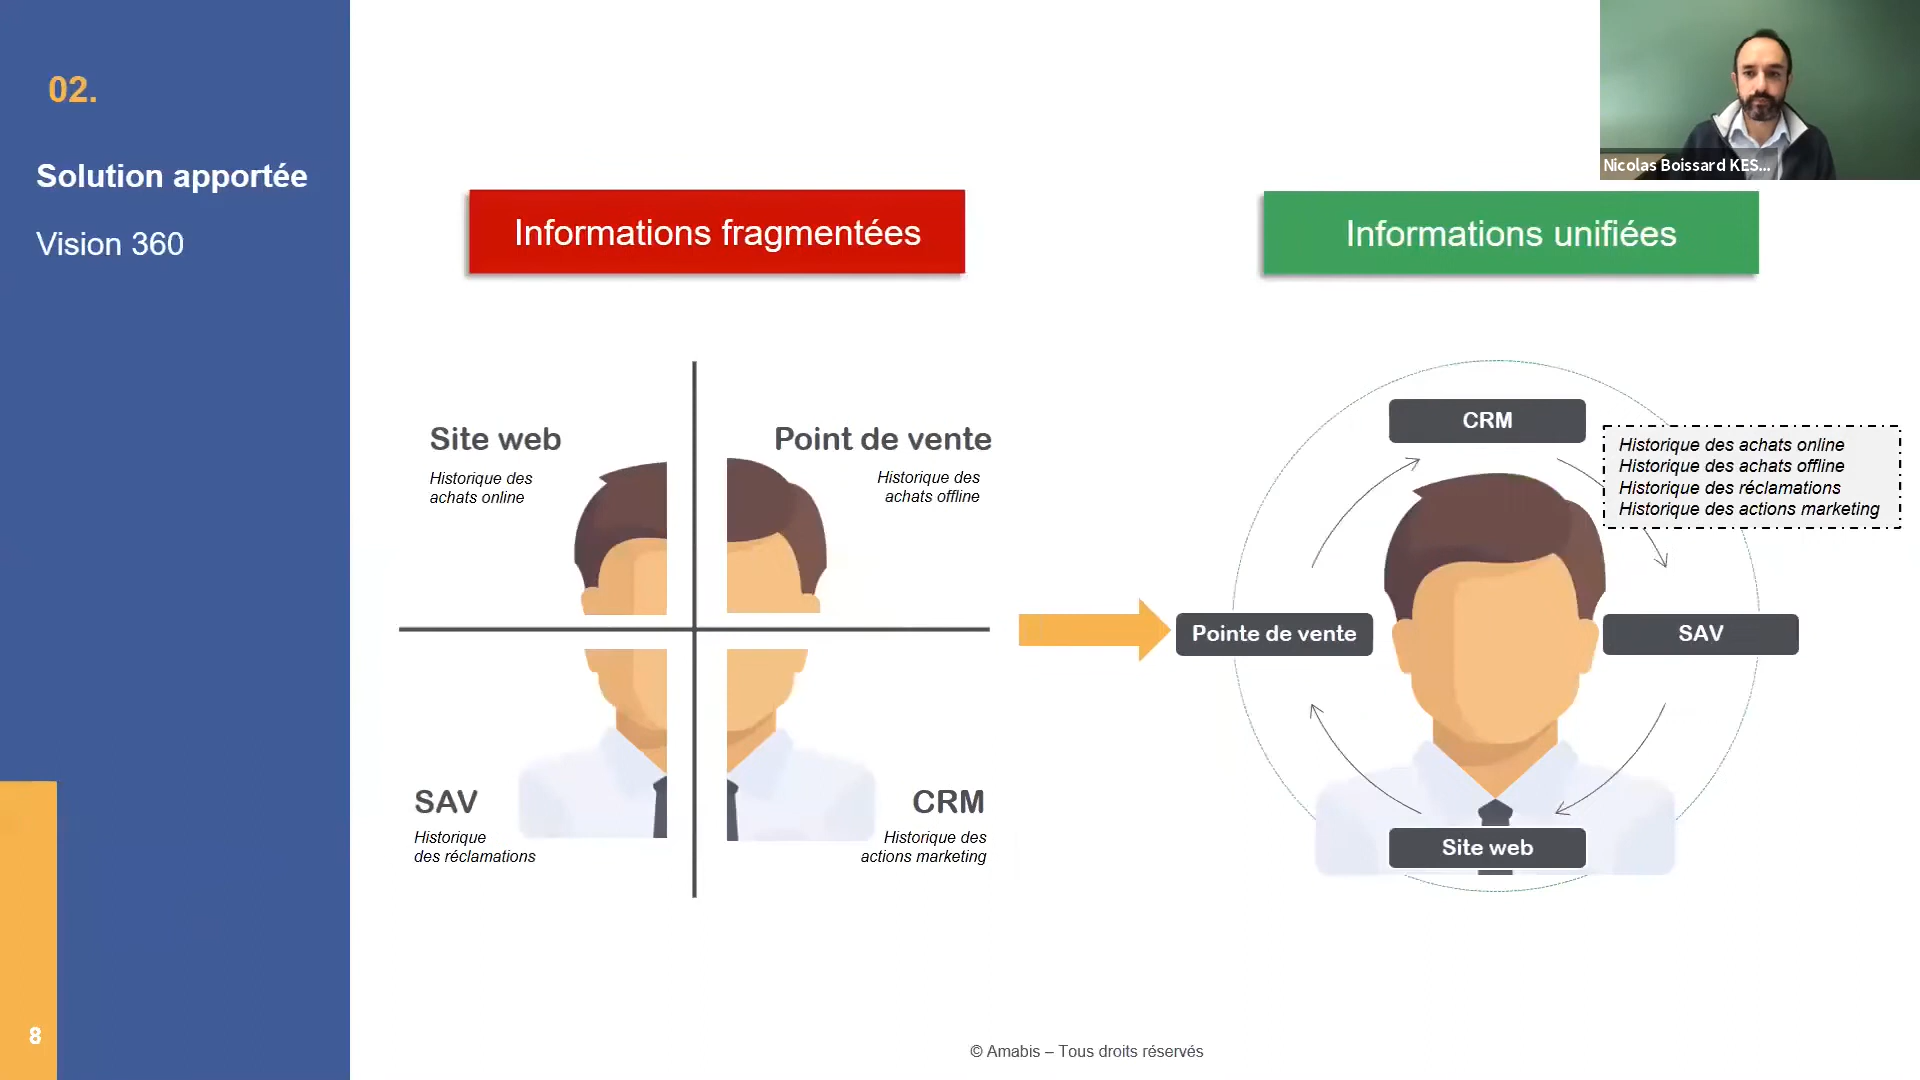 02.
Solution apportée
Vision 360
Nicolas Boissard KES...
Informations fragmentées
Informations unifiées
Site web
Historique des
achats online
Point de vente
Historique des
achats offline
SAV
Historique
des réclamations
CRM
Historique des
actions marketing
CRM
Historique des achats online
Historique des achats offline
Historique des réclamations
Historique des actions marketing
Pointe de vente
SAV
Site web
8
© Amabis – Tous droits réservés